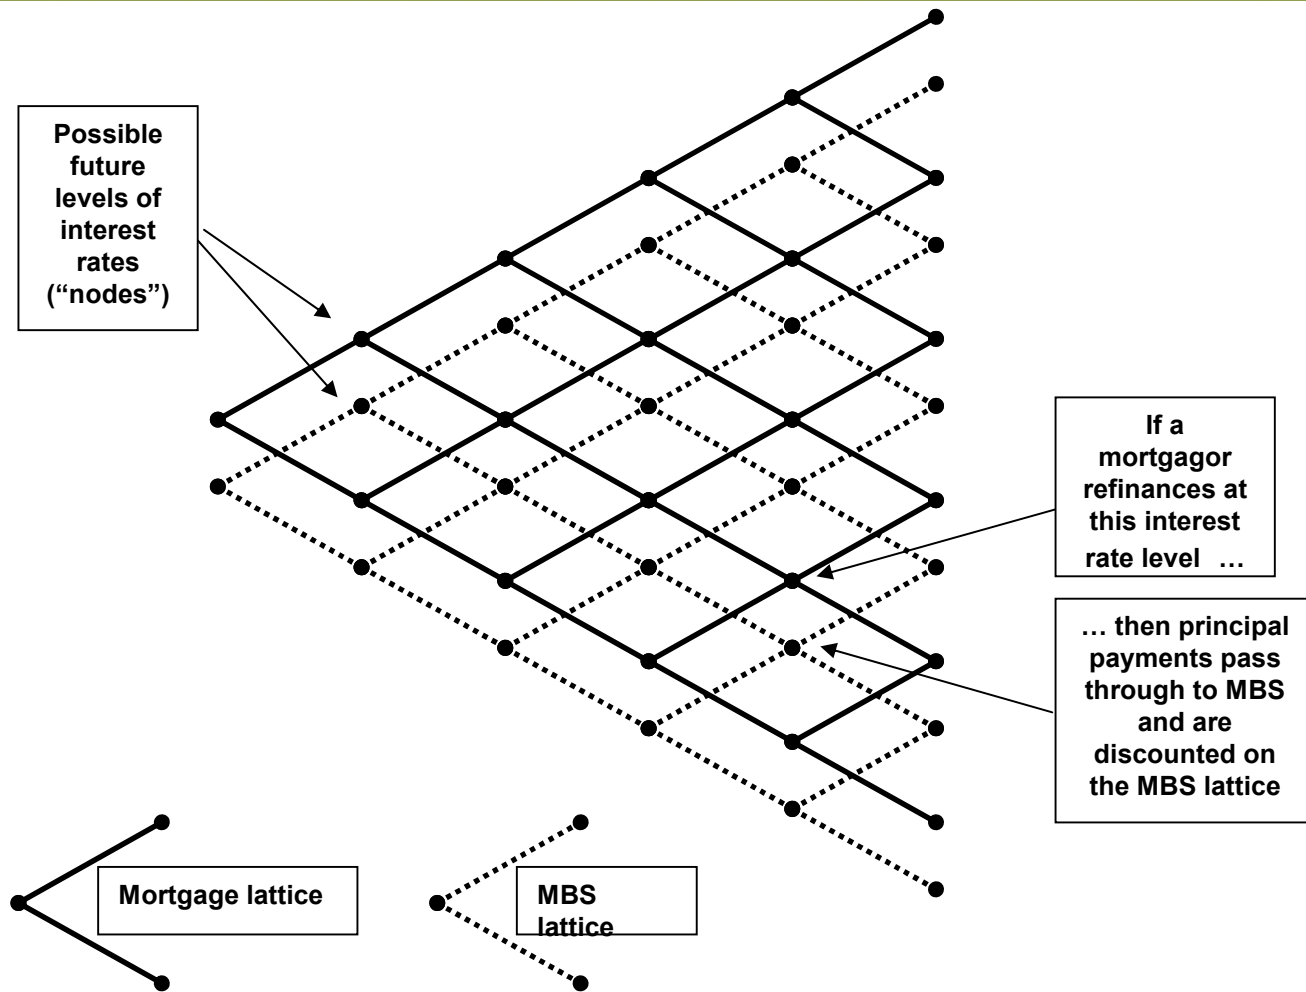 Possible
future
levels of
interest
rates
(“nodes”)
If a
mortgagor
refinances at
this interest
rate level …
… then principal
payments pass
through to MBS
and are
discounted on
the MBS lattice
Mortgage lattice
MBS
lattice